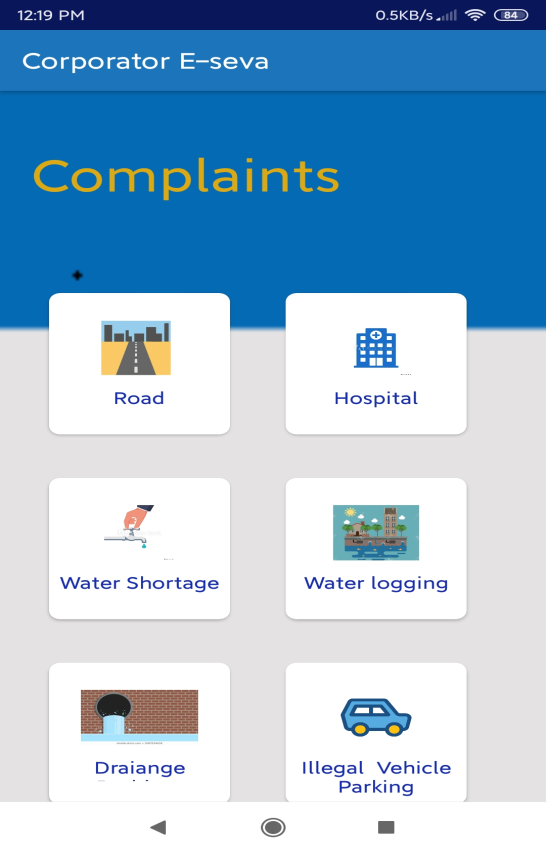 12:19 PM 0.5KB/s 84
Corporator E-seva
Complaints
Road Hospital
Water Shortage Water logging
Draiange Illegal Vehicle
Parking